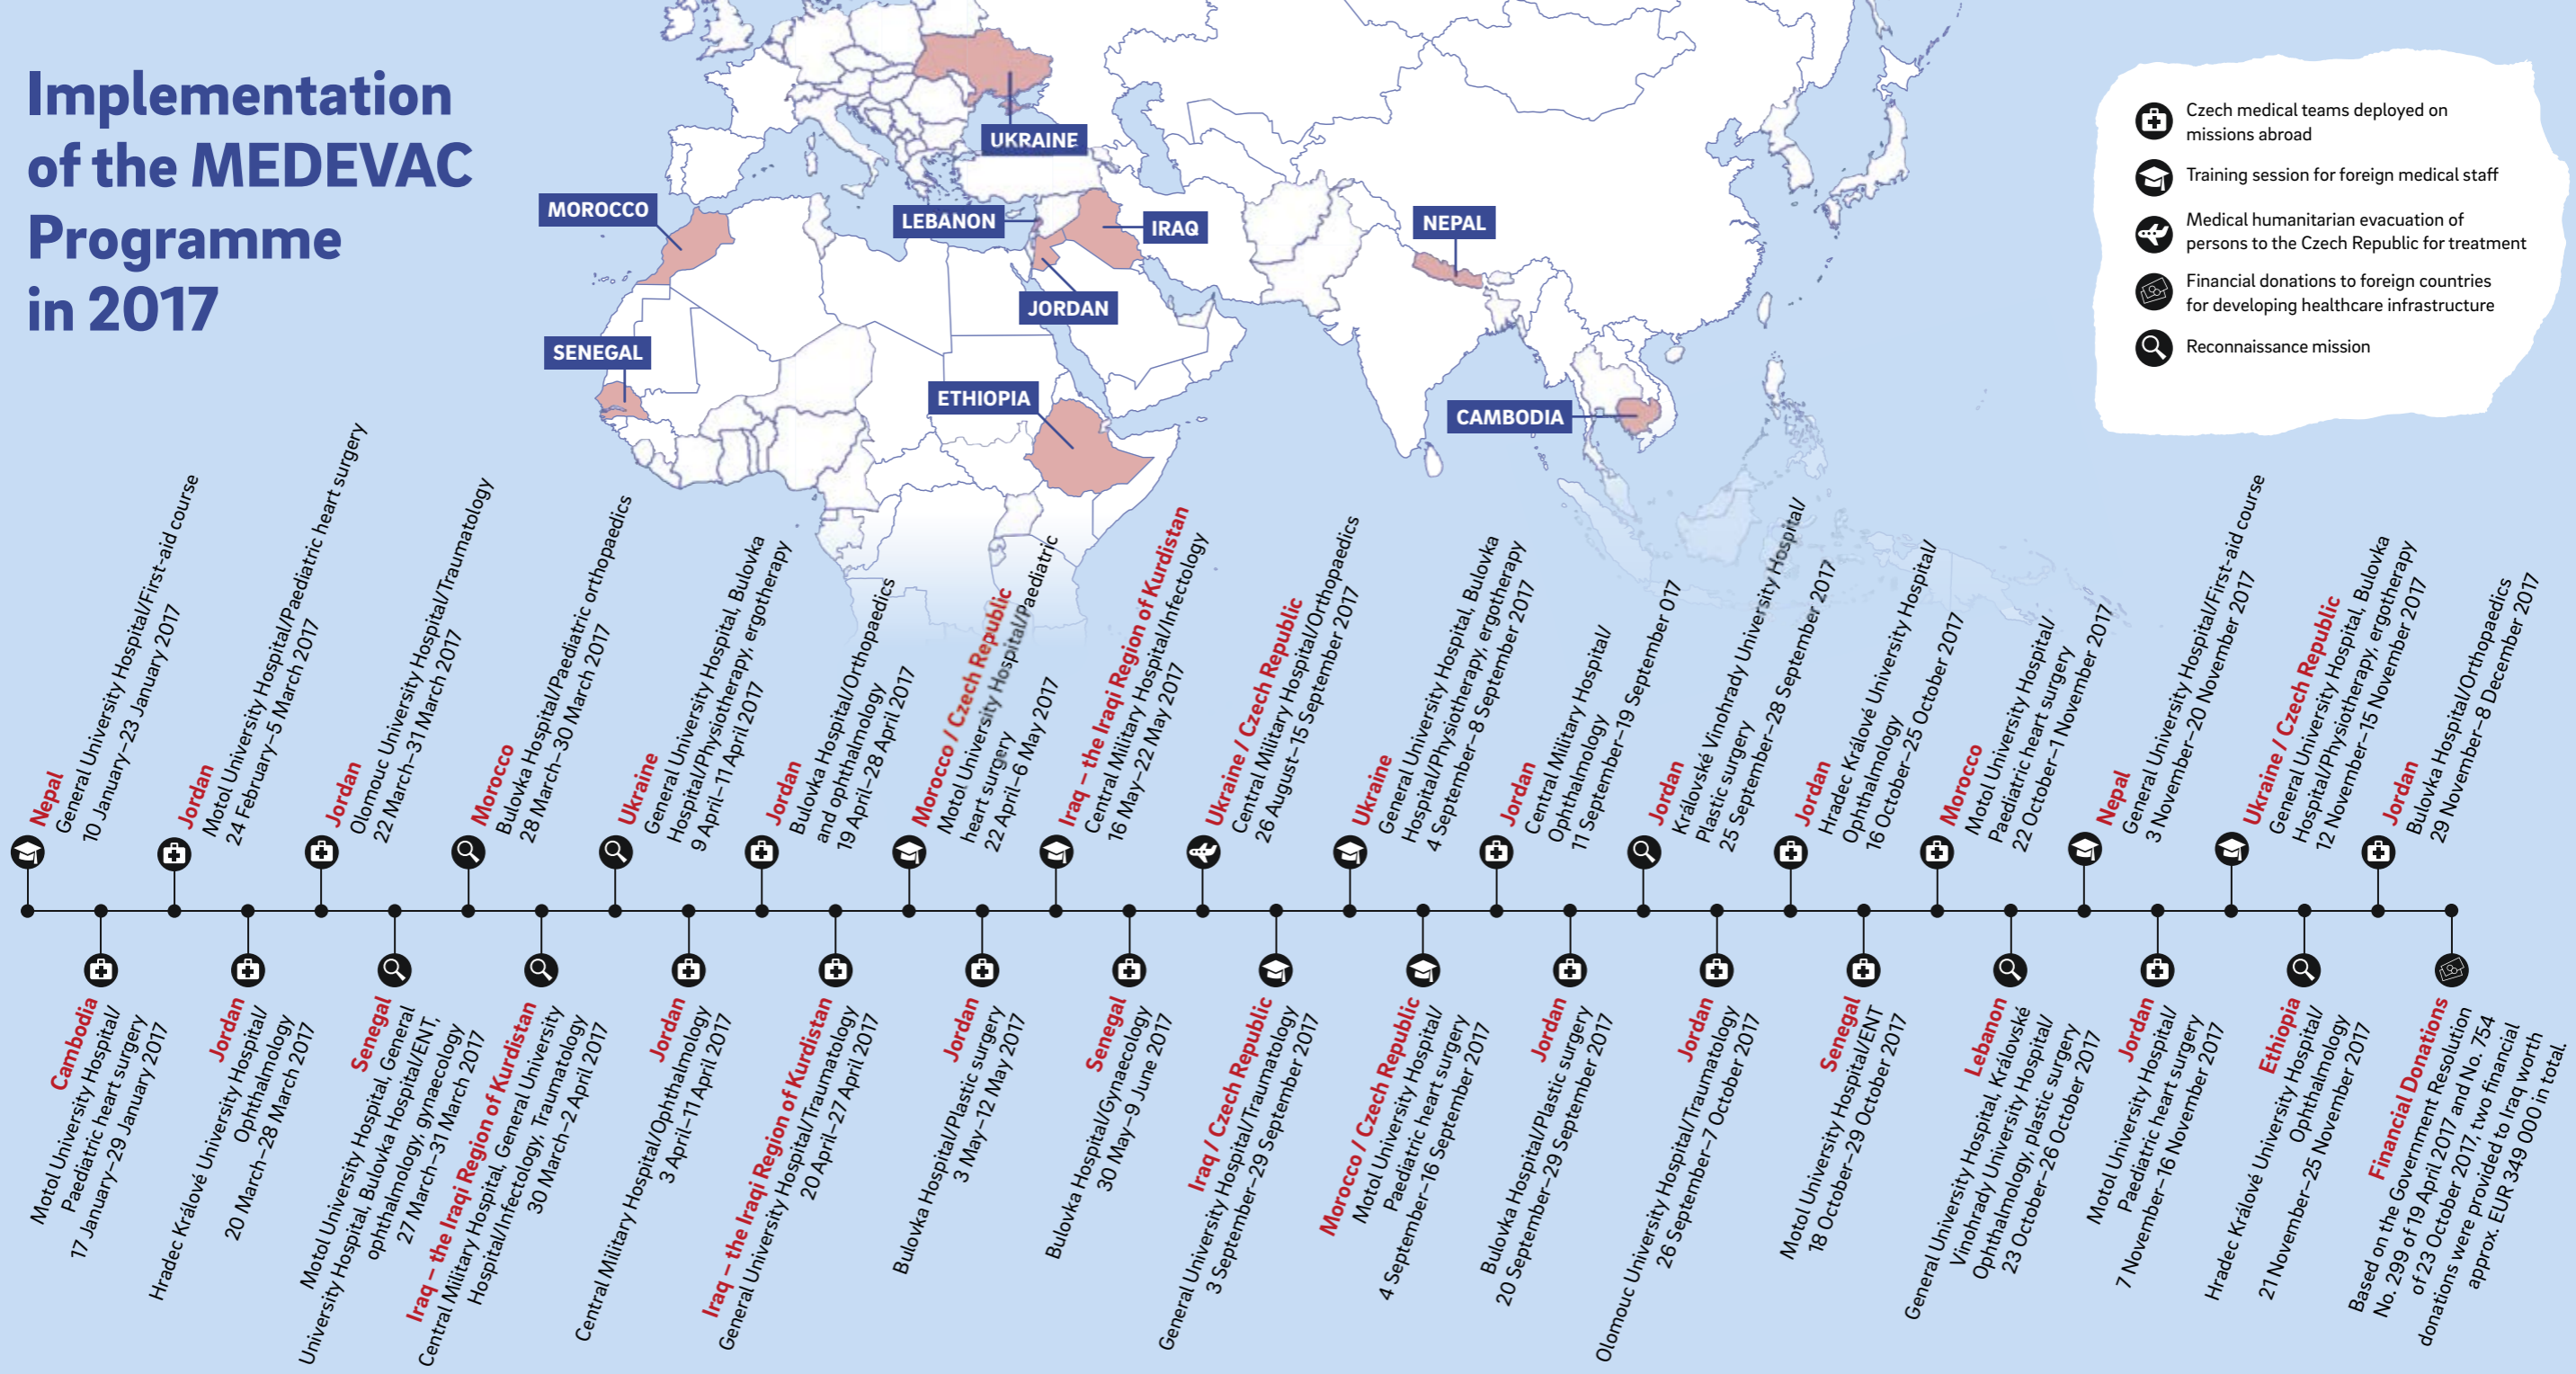 Implementation
of the MEDEVAC
Programme
in 2017
UKRAINE
MOROCCO
LEBANON
IRAQ
NEPAL
JORDAN
SENEGAL
ETHIOPIA
CAMBODIA
Czech medical teams deployed on
missions abroad
Training session for foreign medical staff
Medical humanitarian evacuation of
persons to the Czech Republic for treatment
Financial donations to foreign countries
for developing healthcare infrastructure
Reconnaissance mission
Nepal
General University Hospital/First-aid course
10 January–23 January 2017
Jordan
Motol University Hospital/Paediatric heart surgery
24 February–5 March 2017
Jordan
Olomouc University Hospital/Traumatology
22 March–31 March 2017
Morocco
Bulovka Hospital/Paediatric orthopaedics
28 March–30 March 2017
Ukraine
General University Hospital, Bulovka
Hospital/Physiotherapy, ergotherapy
9 April–11 April 2017
Jordan
Bulovka Hospital/Orthopaedics
and ophthalmology
19 April–28 April 2017
Morocco / Czech Republic
Motol University Hospital/Paediatric
heart surgery
22 April–6 May 2017
Iraq – the Iraqi Region of Kurdistan
Central Military Hospital/Infectology
16 May–22 May 2017
Ukraine / Czech Republic
Central Military Hospital/Orthopaedics
26 August–15 September 2017
Ukraine
General University Hospital, Bulovka
Hospital/Physiotherapy, ergotherapy
4 September–8 September 2017
Jordan
Central Military Hospital/
Ophthalmology
11 September–19 September 017
Jordan
Královské Vinohrady University Hospital/
Plastic surgery
25 September–28 September 2017
Jordan
Hradec Králové University Hospital/
Ophthalmology
16 October–25 October 2017
Morocco
Motol University Hospital/
Paediatric heart surgery
22 October–1 November 2017
Nepal
General University Hospital/First-aid course
3 November–20 November 2017
Ukraine / Czech Republic
General University Hospital, Bulovka
Hospital/Physiotherapy, ergotherapy
12 November–15 November 2017
Jordan
Bulovka Hospital/Orthopaedics
29 November–8 December 2017
Cambodia
Motol University Hospital/
Paediatric heart surgery
17 January–29 January 2017
Jordan
Hradec Králové University Hospital/
Ophthalmology
20 March–28 March 2017
Senegal
Motol University Hospital, General
University Hospital, Bulovka Hospital/ENT,
ophthalmology, gynaecology
27 March–31 March 2017
Iraq – the Iraqi Region of Kurdistan
Central Military Hospital, General University
Hospital/Infectology, Traumatology
30 March–2 April 2017
Jordan
Central Military Hospital/Ophthalmology
3 April–11 April 2017
Iraq – the Iraqi Region of Kurdistan
General University Hospital/Traumatology
20 April–27 April 2017
Jordan
Bulovka Hospital/Plastic surgery
3 May–12 May 2017
Senegal
Bulovka Hospital/Gynaecology
30 May–9 June 2017
Iraq / Czech Republic
General University Hospital/Traumatology
3 September–29 September 2017
Morocco / Czech Republic
Motol University Hospital/
Paediatric heart surgery
4 September–16 September 2017
Jordan
Bulovka Hospital/Plastic surgery
20 September–29 September 2017
Jordan
Olomouc University Hospital/Traumatology
26 September–7 October 2017
Senegal
Motol University Hospital/ENT
18 October–29 October 2017
Lebanon
General University Hospital, Královské
Vinohrady University Hospital/
Ophthalmology, plastic surgery
23 October–26 October 2017
Jordan
Motol University Hospital/
Paediatric heart surgery
7 November–16 November 2017
Ethiopia
Hradec Králové University Hospital/
Ophthalmology
21 November–25 November 2017
Financial Donations
Based on the Government Resolution
No. 299 of 19 April 2017 and No. 754
of 23 October 2017, two financial
donations were provided to Iraq worth
approx. EUR 349 000 in total.